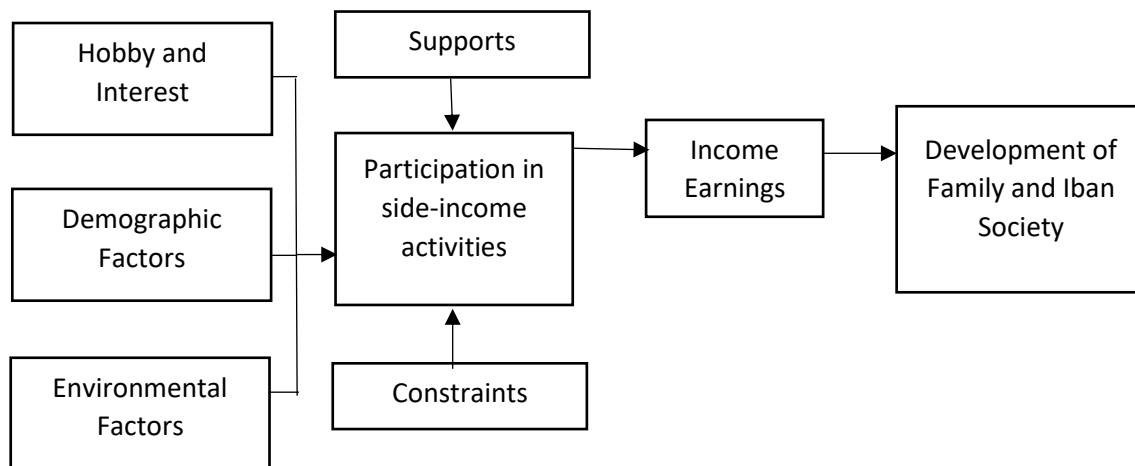 Hobby and
Interest
Demographic
Factors
Environmental
Factors
Supports
Participation in
side-income
activities
Constraints
Income
Earnings
Development of
Family and Iban
Society